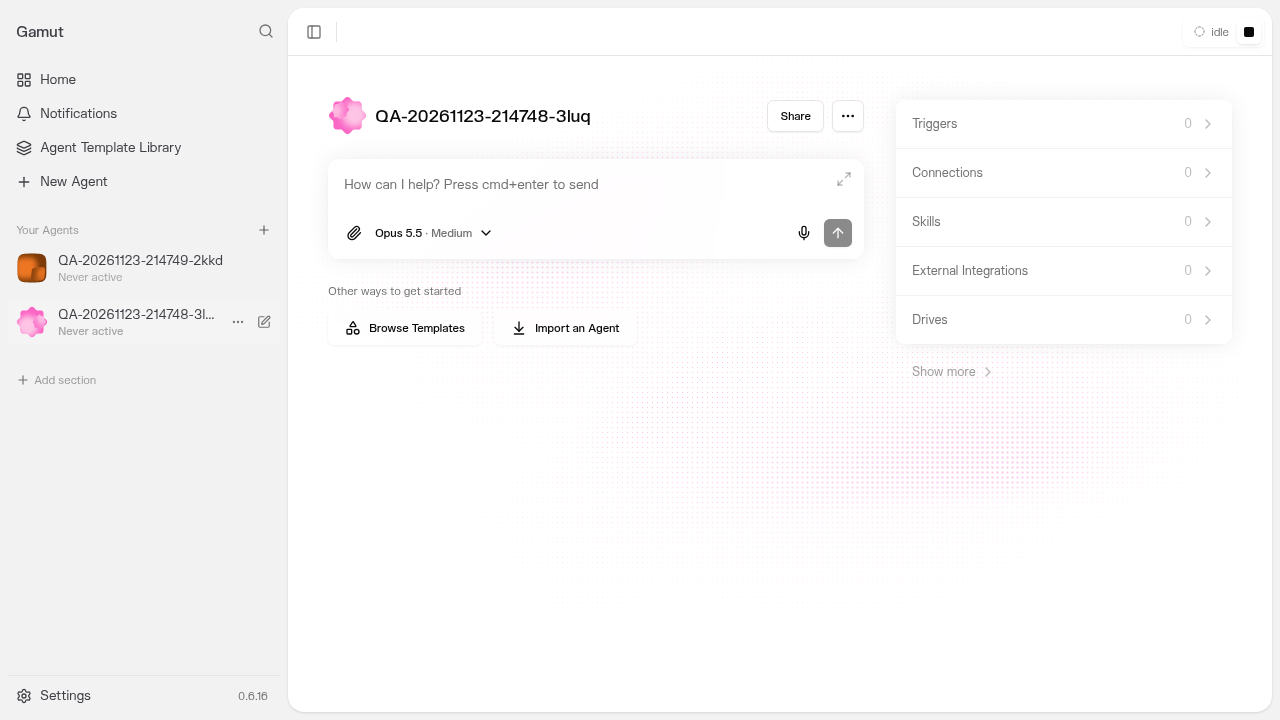 Gamut
Home
Notifications
Agent Template Library
New Agent
Your Agents
QA-20261123-214749-2kkd
Never active
QA-20261123-214748-3l...
Never active
Add section
Settings
0.6.16
idle
QA-20261123-214748-3luq
Share
How can I help? Press cmd+enter to send
Opus 5.5 · Medium
Other ways to get started
Browse Templates
Import an Agent
Triggers 0
Connections 0
Skills 0
External Integrations 0
Drives 0
Show more